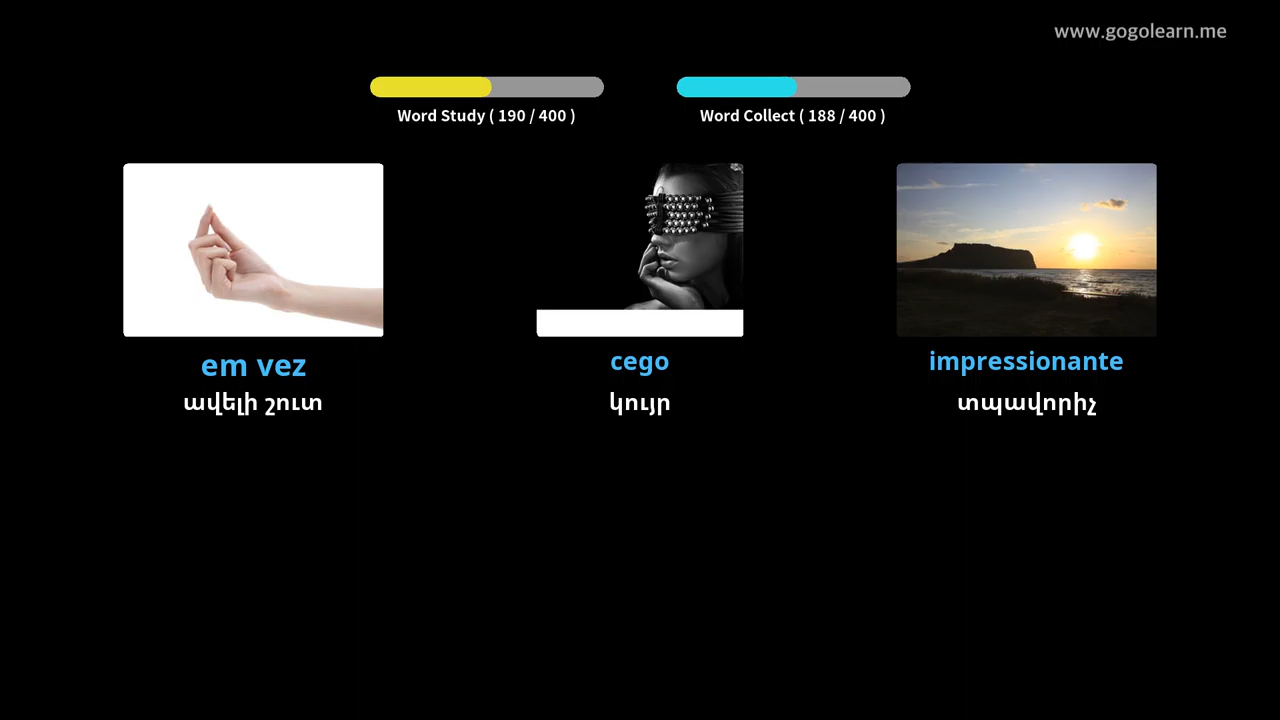 www.gogolearn.me
Word Study ( 190 / 400 )
Word Collect ( 188 / 400 )
em vez
ավելի շուտ
cego
կույր
impressionante
տպավորիչ